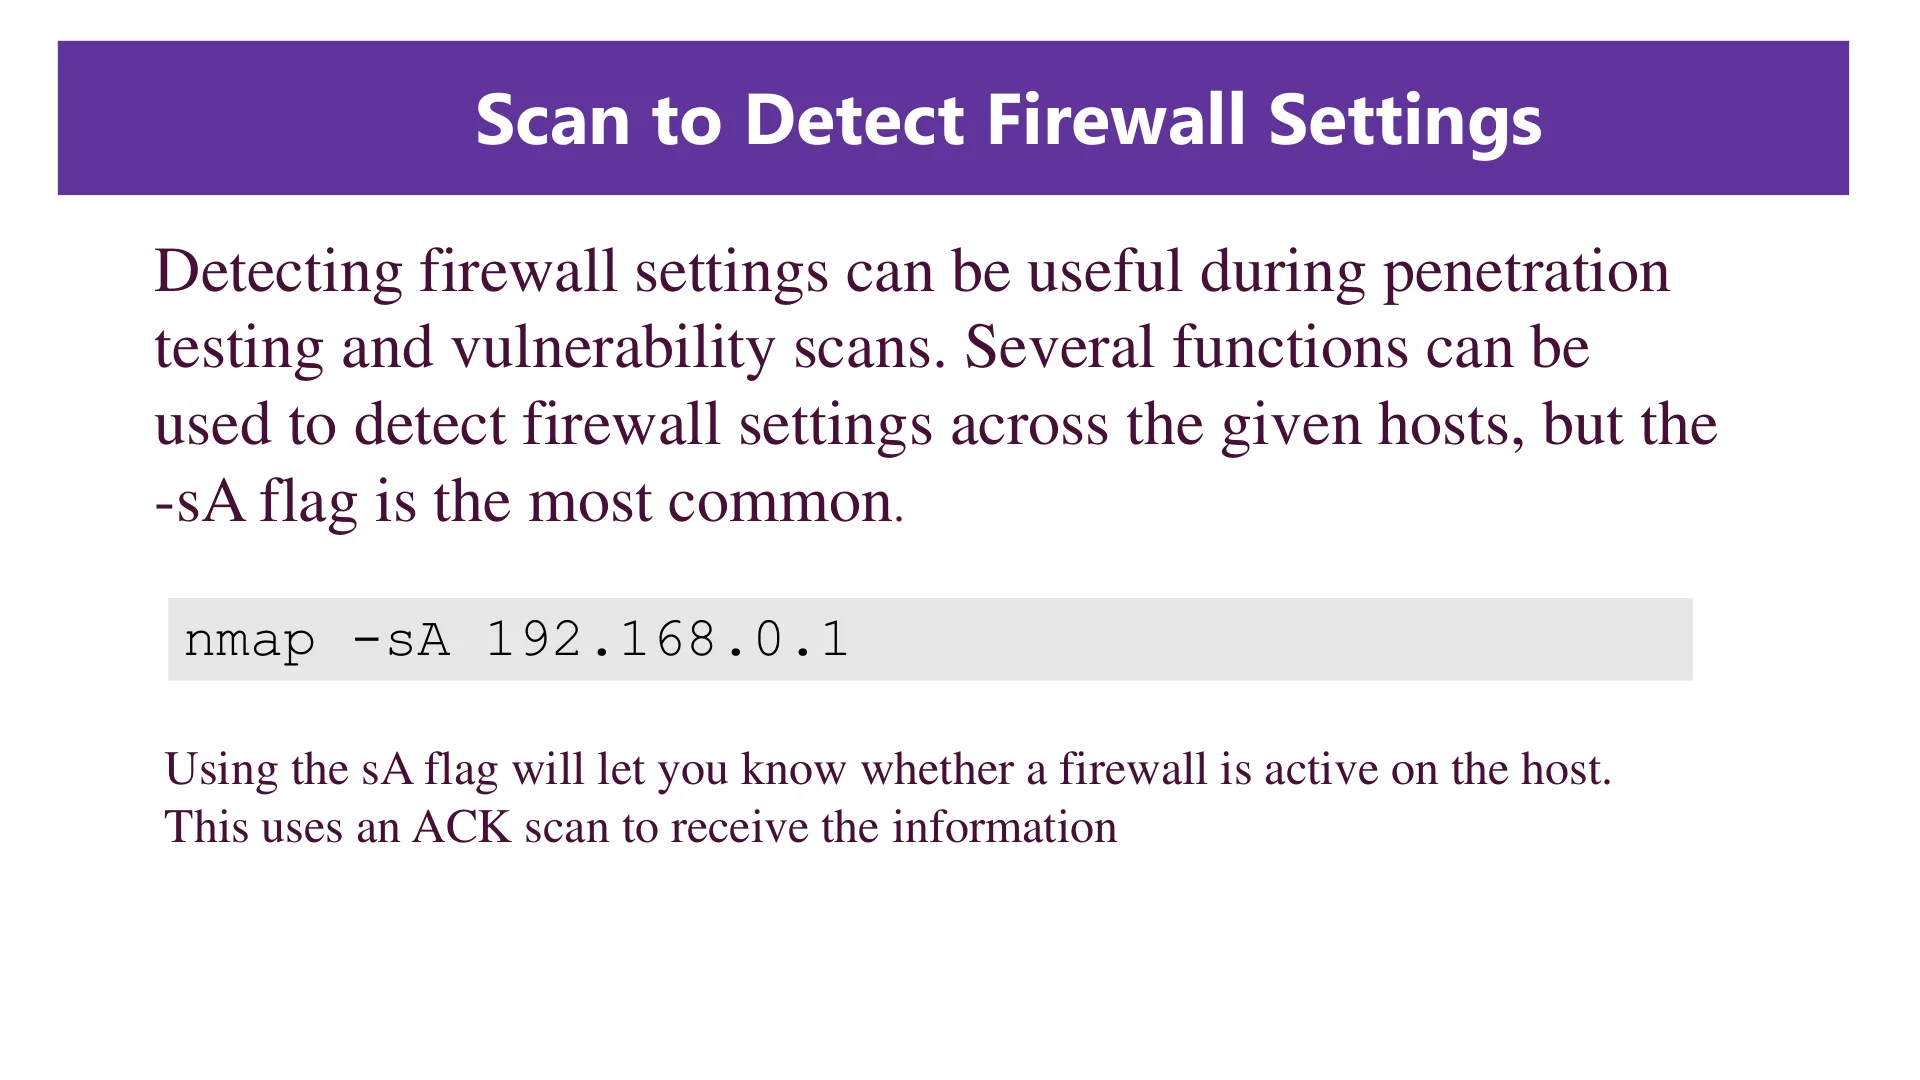 Scan to Detect Firewall Settings
Detecting firewall settings can be useful during penetration
testing and vulnerability scans. Several functions can be
used to detect firewall settings across the given hosts, but the
-sA flag is the most common.
nmap -sA 192.168.0.1
Using the sA flag will let you know whether a firewall is active on the host.
This uses an ACK scan to receive the information